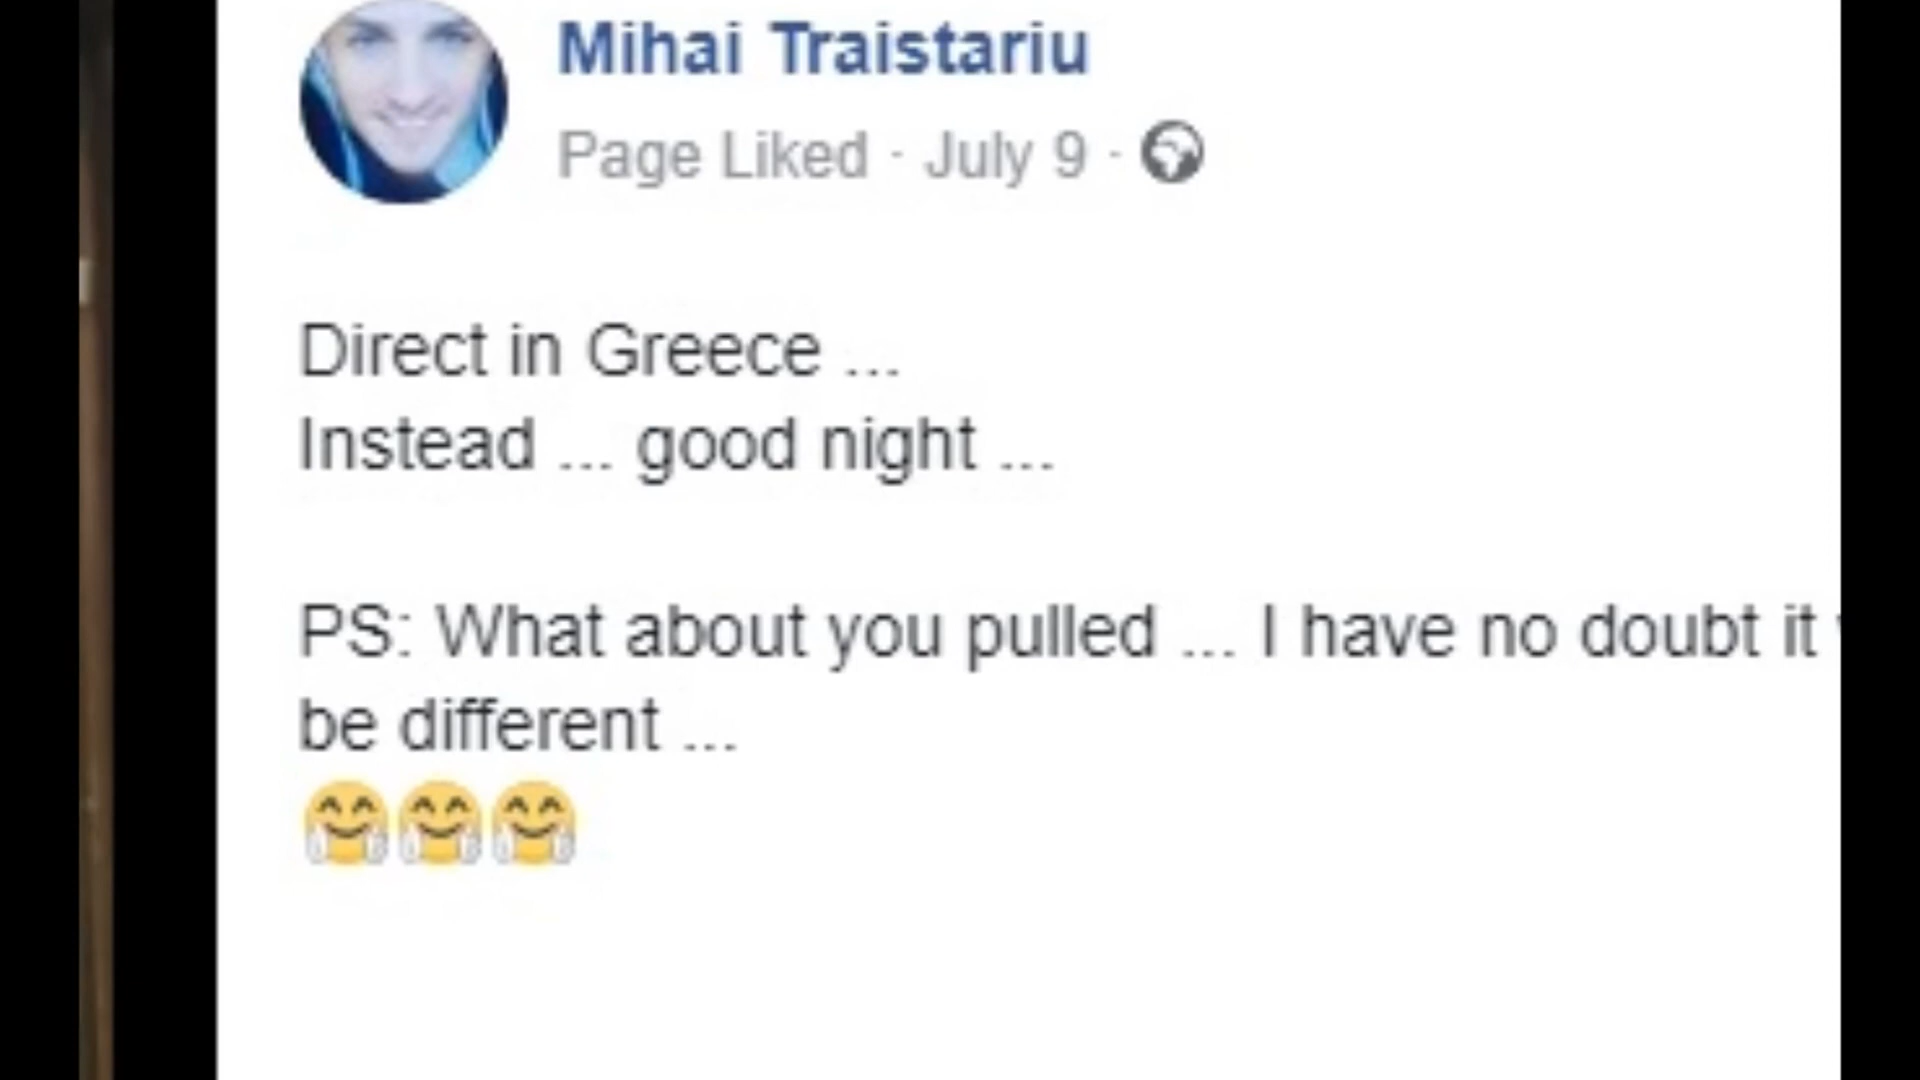 Mihai Traistariu
Page Liked · July 9 ·
Direct in Greece ...
Instead ... good night ...
PS: What about you pulled ... I have no doubt it
be different ...
🤗🤗🤗